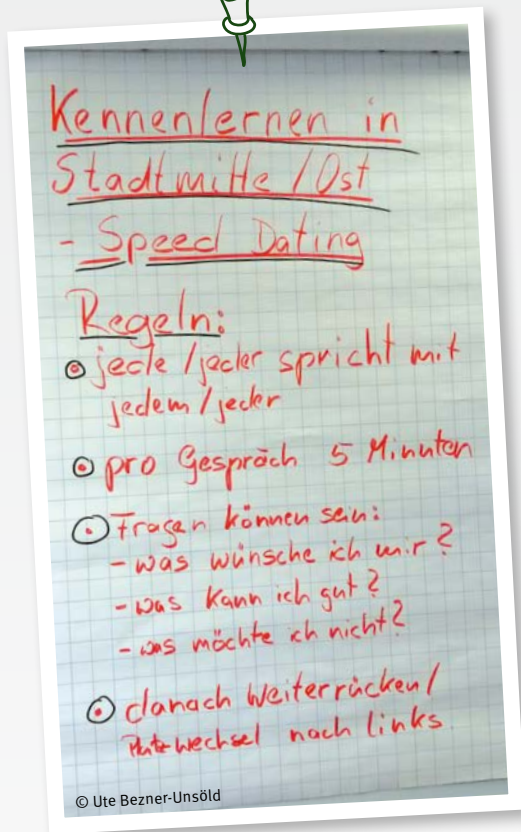 Kennenlernen in
Stadtmitte / Ost
- Speed Dating
Regeln:
jede / jeder spricht mit
jedem / jeder
pro Gespräch 5 Minuten
Fragen können sein:
- was wünsche ich mir?
- was kann ich gut?
- was möchte ich nicht?
danach Weiterrücken /
Platzwechsel nach links
© Ute Bezner-Unsöld